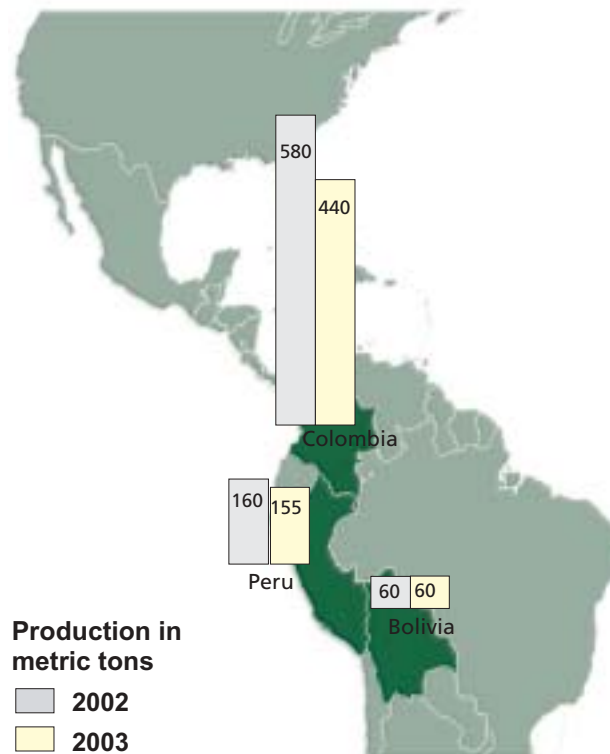 580
440
Colombia
160 155
Peru
60 60
Bolivia
Production in
metric tons
2002
2003